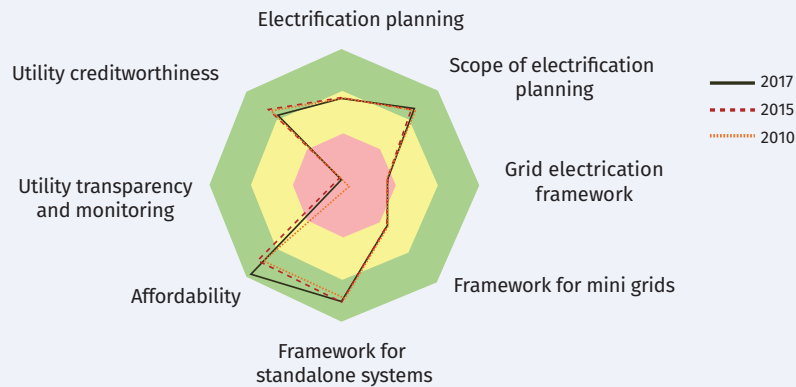 Electrification planning
Utility creditworthiness
Scope of electrification
planning
2017
2015
2010
Utility transparency
and monitoring
Grid electrication
framework
Affordability
Framework for mini grids
Framework for
standalone systems